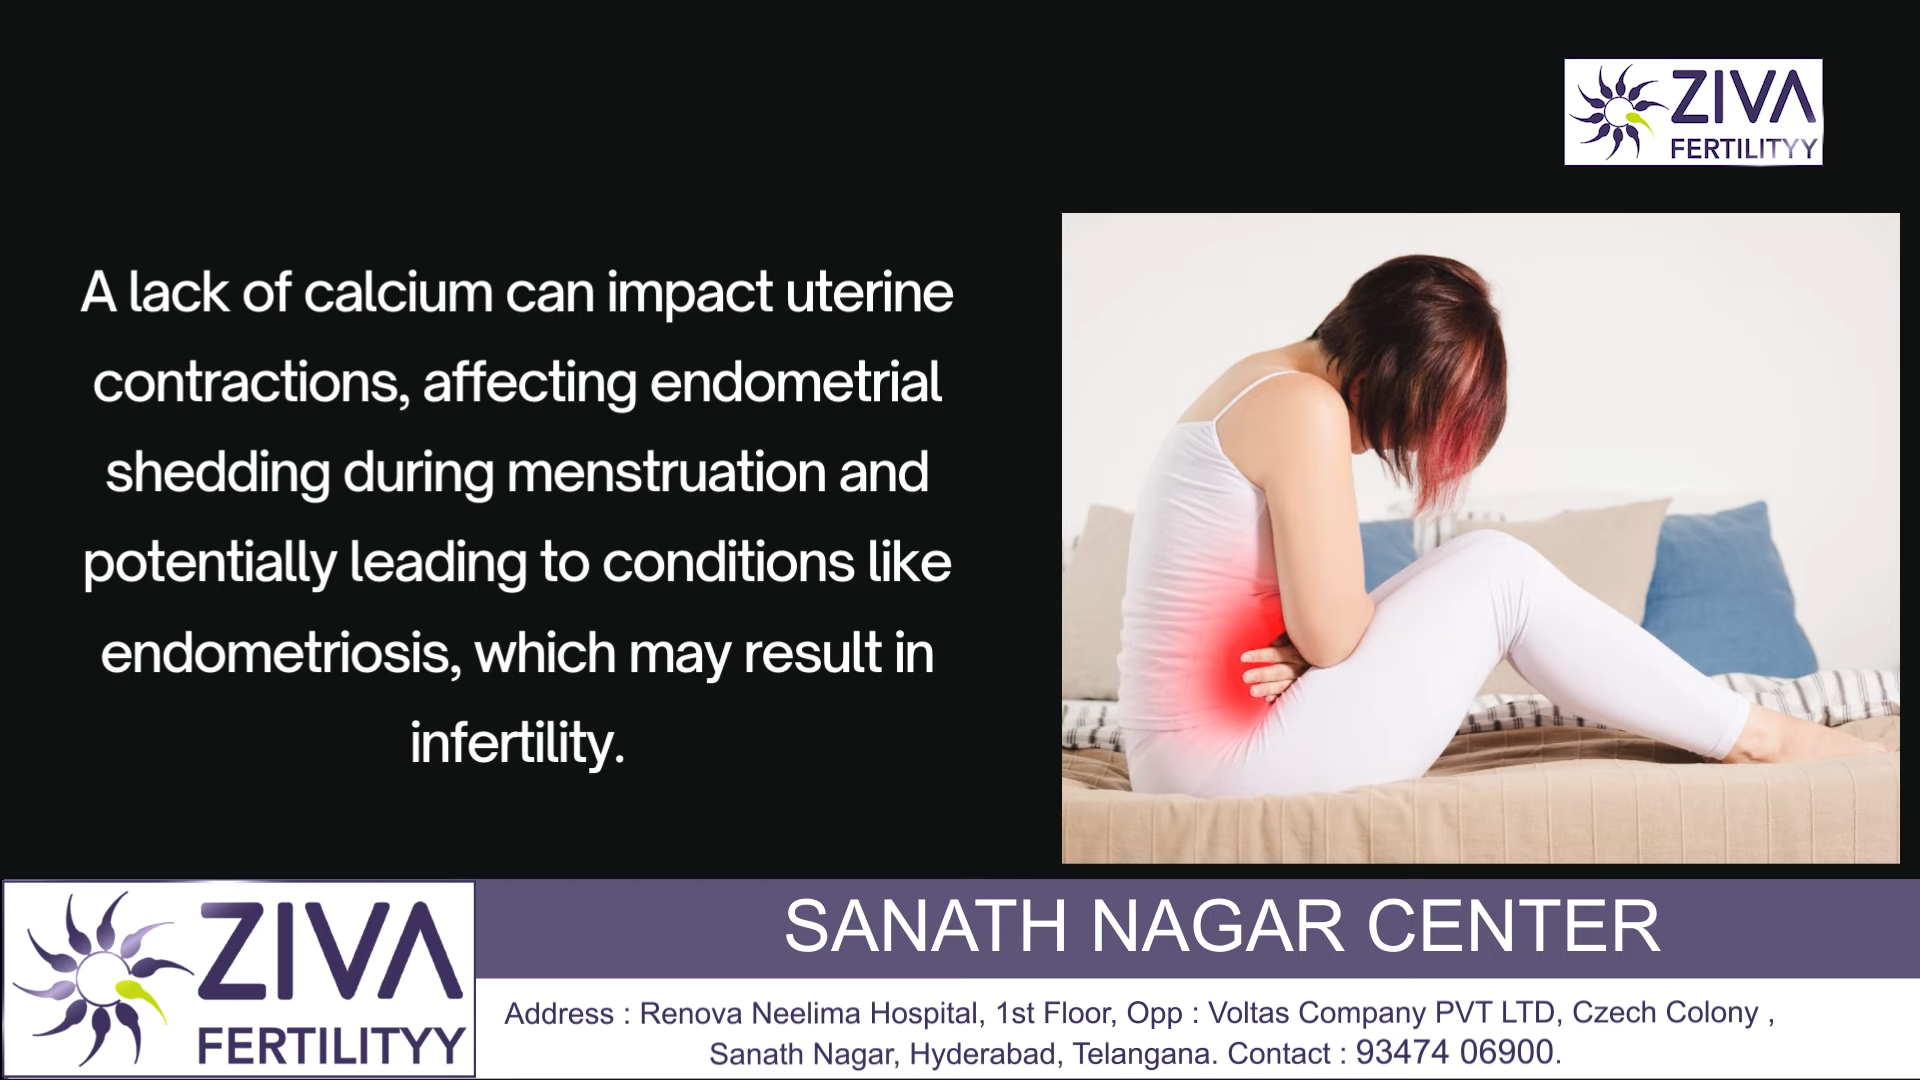 ZIVA
FERTILITYY
A lack of calcium can impact uterine
contractions, affecting endometrial
shedding during menstruation and
potentially leading to conditions like
endometriosis, which may result in
infertility.
ZIVA
FERTILITYY
SANATH NAGAR CENTER
Address : Renova Neelima Hospital, 1st Floor, Opp : Voltas Company PVT LTD, Czech Colony ,
Sanath Nagar, Hyderabad, Telangana. Contact : 93474 06900.